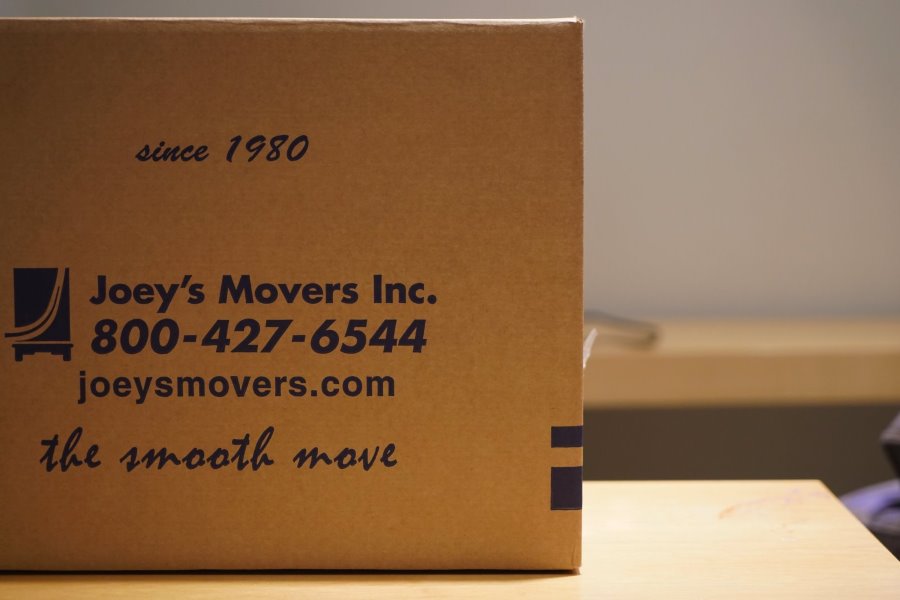 since 1980
Joey's Movers Inc.
800-427-6544
joeysmovers.com
the smooth move